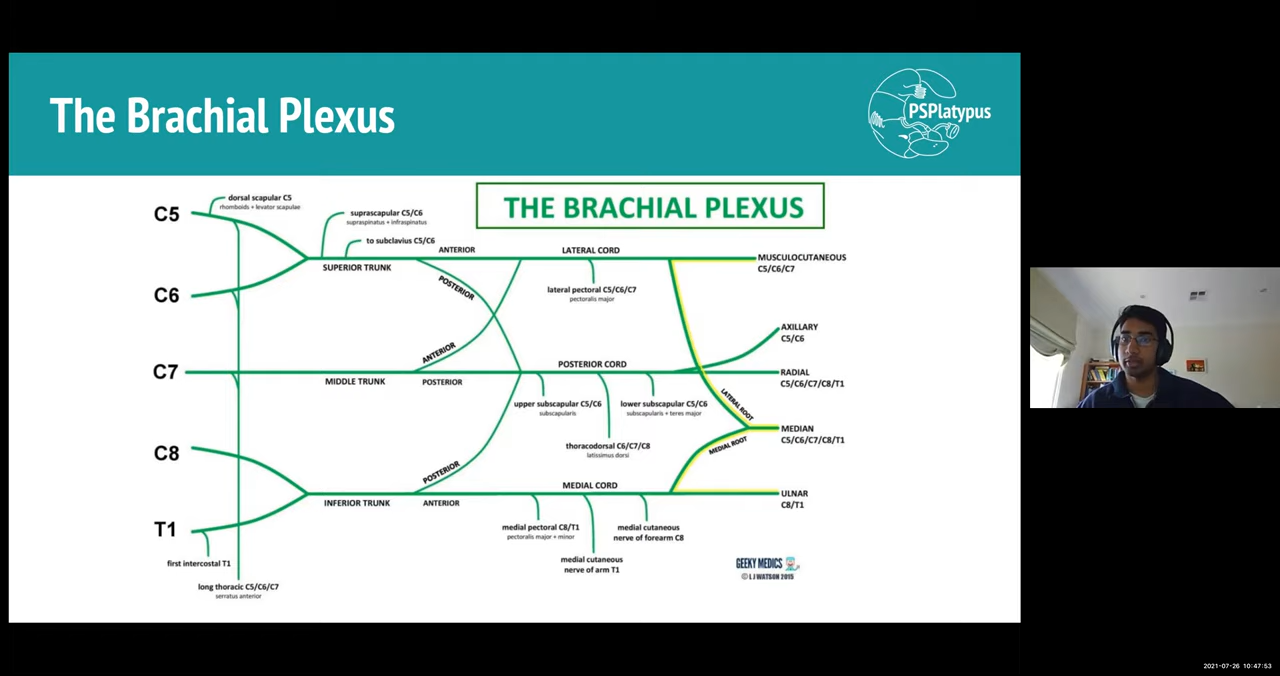 The Brachial Plexus
PSPlatypus
THE BRACHIAL PLEXUS
C5
dorsal scapular C5
rhomboids + levator scapulae
suprascapular C5/C6
supraspinatus + infraspinatus
to subclavius C5/C6
SUPERIOR TRUNK
ANTERIOR
POSTERIOR
LATERAL CORD
lateral pectoral C5/C6/C7
pectoralis major
MUSCULOCUTANEOUS
C5/C6/C7
C6
AXILLARY
C5/C6
C7
MIDDLE TRUNK
ANTERIOR
POSTERIOR
POSTERIOR CORD
upper subscapular C5/C6
subscapularis
lower subscapular C5/C6
subscapularis + teres major
thoracodorsal C6/C7/C8
latissimus dorsi
RADIAL
C5/C6/C7/C8/T1
LATERAL ROOT
MEDIAL ROOT
MEDIAN
C5/C6/C7/C8/T1
C8
POSTERIOR
INFERIOR TRUNK
ANTERIOR
MEDIAL CORD
ULNAR
C8/T1
T1
first intercostal T1
long thoracic C5/C6/C7
serratus anterior
medial pectoral C8/T1
pectoralis major + minor
medial cutaneous
nerve of arm T1
medial cutaneous
nerve of forearm C8
GEEKY MEDICS
© L J WATSON 2015
2021-07-26 10:47:53